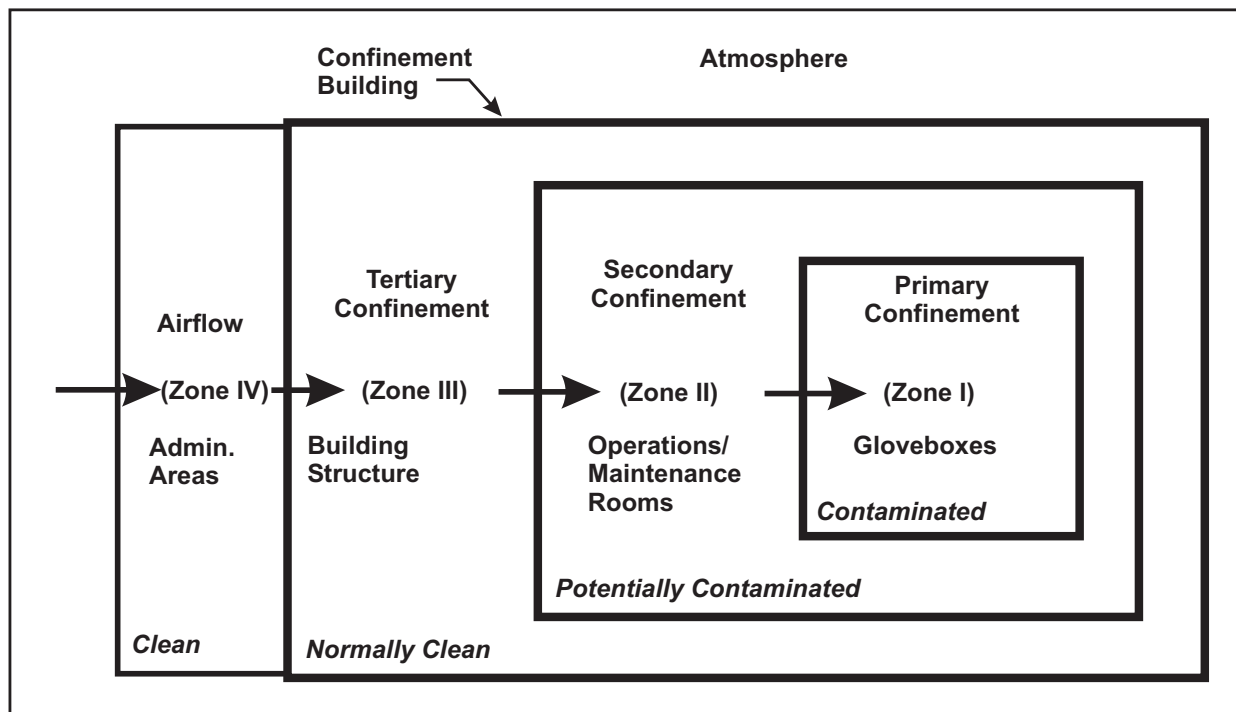 Confinement
Building
Atmosphere
Airflow
(Zone IV)
Admin.
Areas
Clean
Tertiary
Confinement
(Zone III)
Building
Structure
Normally Clean
Secondary
Confinement
(Zone II)
Operations/
Maintenance
Rooms
Potentially Contaminated
Primary
Confinement
(Zone I)
Gloveboxes
Contaminated